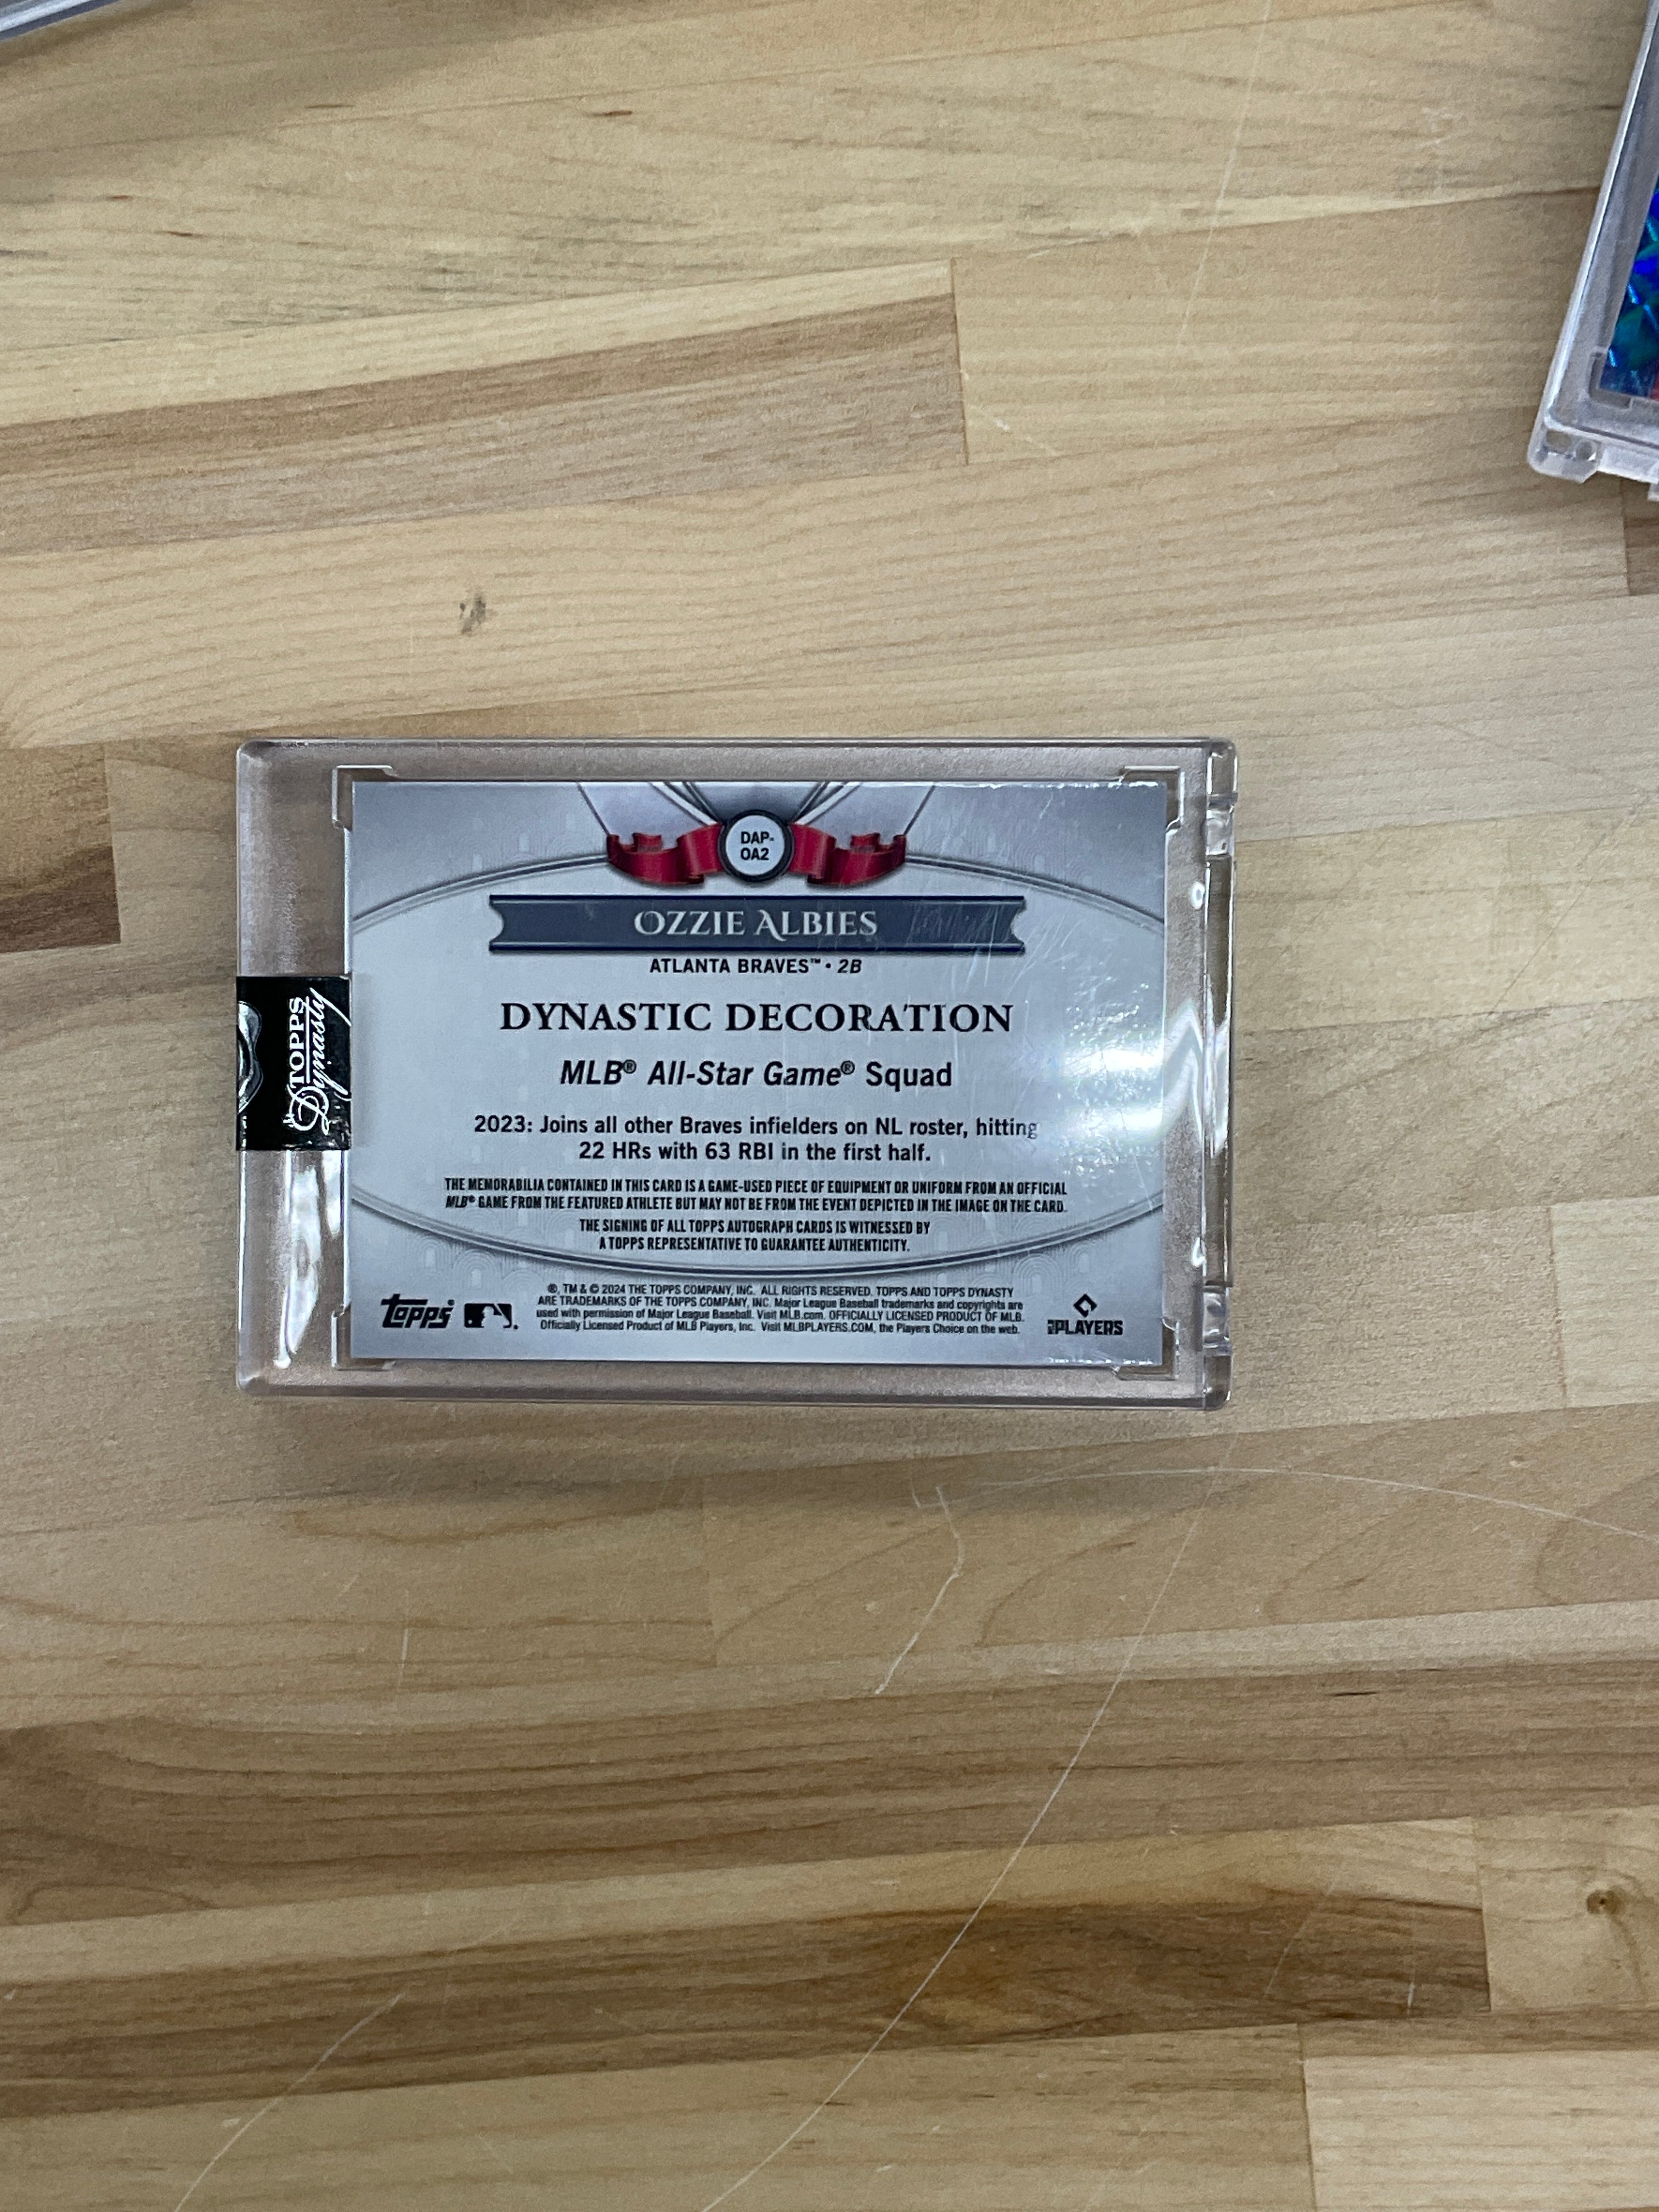 DAP-
OA2
OZZIE ALBIES
ATLANTA BRAVES™ • 2B
DYNASTIC DECORATION
MLB® All-Star Game® Squad
2023: Joins all other Braves infielders on NL roster, hitting
22 HRs with 63 RBI in the first half.
THE MEMORABILIA CONTAINED IN THIS CARD IS A GAME-USED PIECE OF EQUIPMENT OR UNIFORM FROM AN OFFICIAL
MLB® GAME FROM THE FEATURED ATHLETE BUT MAY NOT BE FROM THE EVENT DEPICTED IN THE IMAGE ON THE CARD.
THE SIGNING OF ALL TOPPS AUTOGRAPH CARDS IS WITNESSED BY
A TOPPS REPRESENTATIVE TO GUARANTEE AUTHENTICITY.
®, TM & © 2024 THE TOPPS COMPANY, INC. ALL RIGHTS RESERVED. TOPPS AND TOPPS DYNASTY
ARE TRADEMARKS OF THE TOPPS COMPANY, INC. Major League Baseball trademarks and copyrights are
used with permission of Major League Baseball. Visit MLB.com. OFFICIALLY LICENSED PRODUCT OF MLB.
Officially Licensed Product of MLB Players, Inc. Visit MLBPLAYERS.COM, the Players Choice on the web.
topps®
MLB PLAYERS
TOPPS
Dynasty